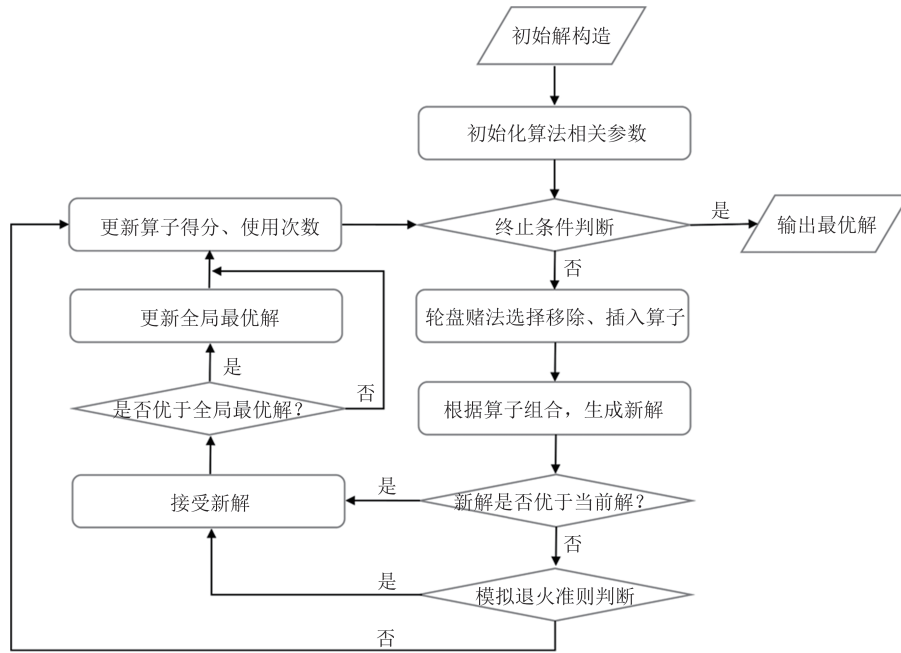 初始解构造
初始化算法相关参数
更新算子得分、使用次数
终止条件判断
是
输出最优解
否
更新全局最优解
轮盘赌法选择移除、插入算子
是
否
是否优于全局最优解？
根据算子组合，生成新解
接受新解
是
新解是否优于当前解？
否
是
模拟退火准则判断
否